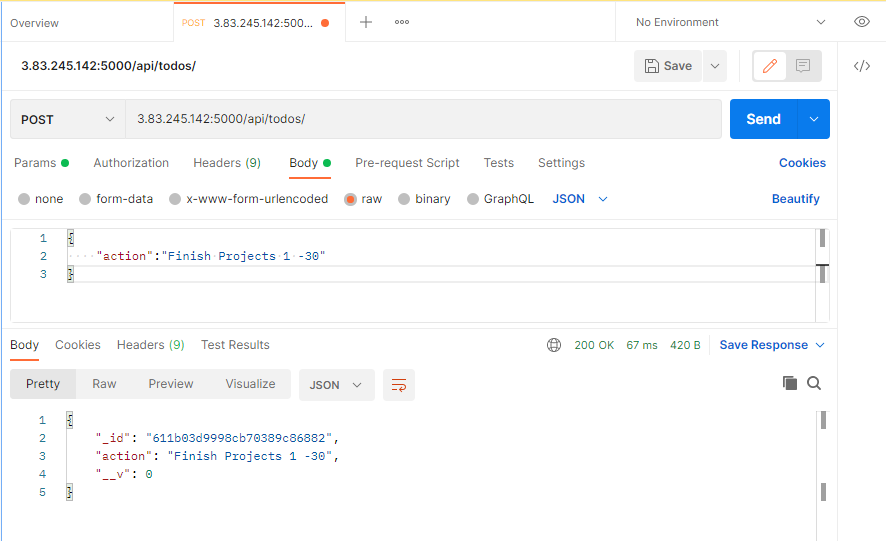 Overview
POST 3.83.245.142:500...
No Environment
3.83.245.142:5000/api/todos/
Save
POST
3.83.245.142:5000/api/todos/
Send
Params
Authorization
Headers (9)
Body
Pre-request Script
Tests
Settings
Cookies
none
form-data
x-www-form-urlencoded
raw
binary
GraphQL
JSON
Beautify
1 {
2 ····"action":"Finish·Projects·1·-30"
3 }
Body
Cookies
Headers (9)
Test Results
200 OK
67 ms
420 B
Save Response
Pretty
Raw
Preview
Visualize
JSON
1 {
2 "_id": "611b03d9998cb70389c86882",
3 "action": "Finish Projects 1 -30",
4 "__v": 0
5 }